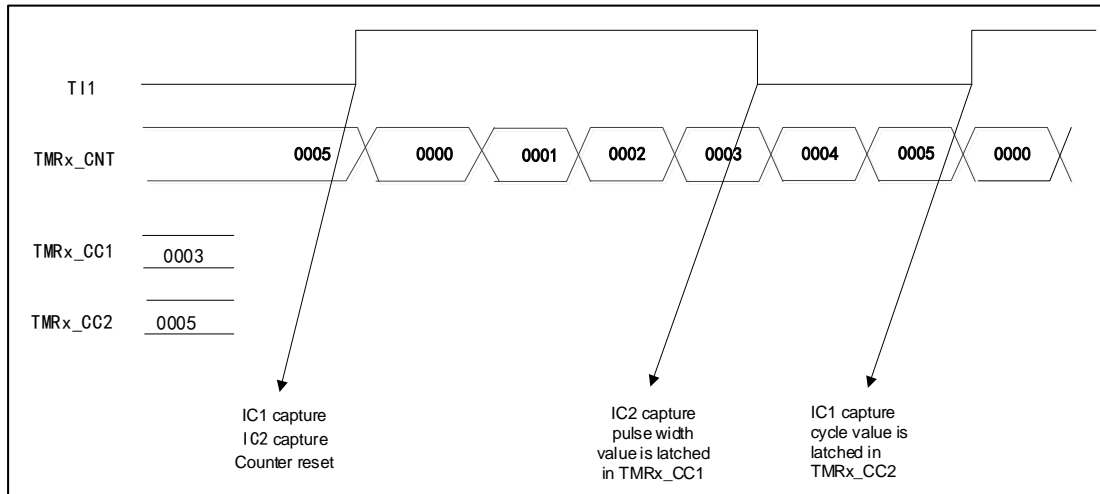 TI1
TMRx_CNT
0005
0000
0001
0002
0003
0004
0005
0000
TMRx_CC1
0003
TMRx_CC2
0005
IC1 capture
IC2 capture
Counter reset
IC2 capture
pulse width
value is latched
in TMRx_CC1
IC1 capture
cycle value is
latched in
TMRx_CC2